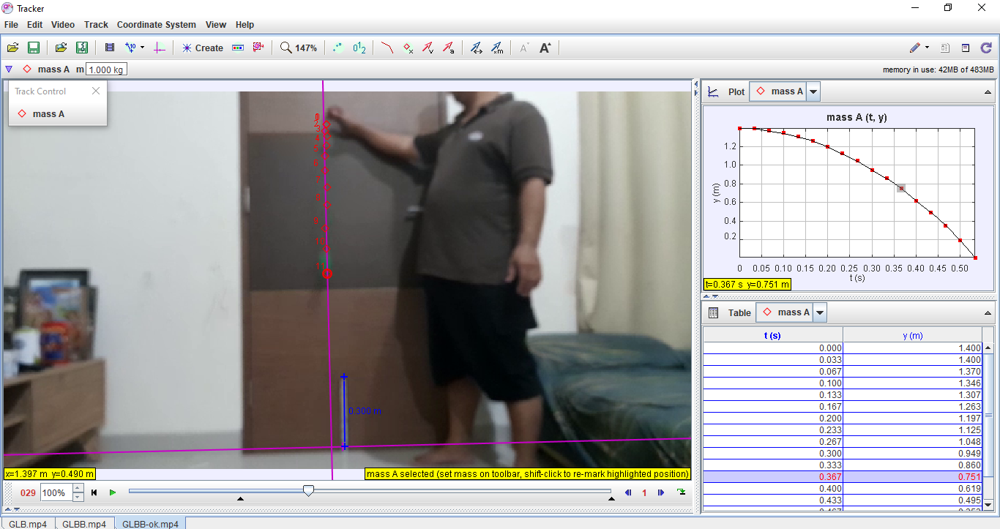 Tracker
File Edit Video Track Coordinate System View Help
Create 147%
mass A m 1.000 kg
memory in use: 42MB of 483MB
Track Control
mass A
0
2
3
4
10
0.300 m
x=1.397 m y=0.490 m
mass A selected (set mass on toolbar, shift-click to re-mark highlighted position)
029 100% 1
GLB.mp4 GLBB.mp4 GLBB-ok.mp4
Plot mass A
mass A (t, y)
y (m)
1.2
1.0
0.8
0.6
0.4
0.2
0 0.05 0.10 0.15 0.20 0.25 0.30 0.35 0.40 0.45 0.50
t (s)
t=0.367 s y=0.751 m
Table mass A
t (s) y (m)
0.000 1.400
0.033 1.400
0.067 1.370
0.100 1.346
0.133 1.307
0.167 1.263
0.200 1.197
0.233 1.125
0.267 1.048
0.300 0.949
0.333 0.860
0.367 0.751
0.400 0.619
0.433 0.495